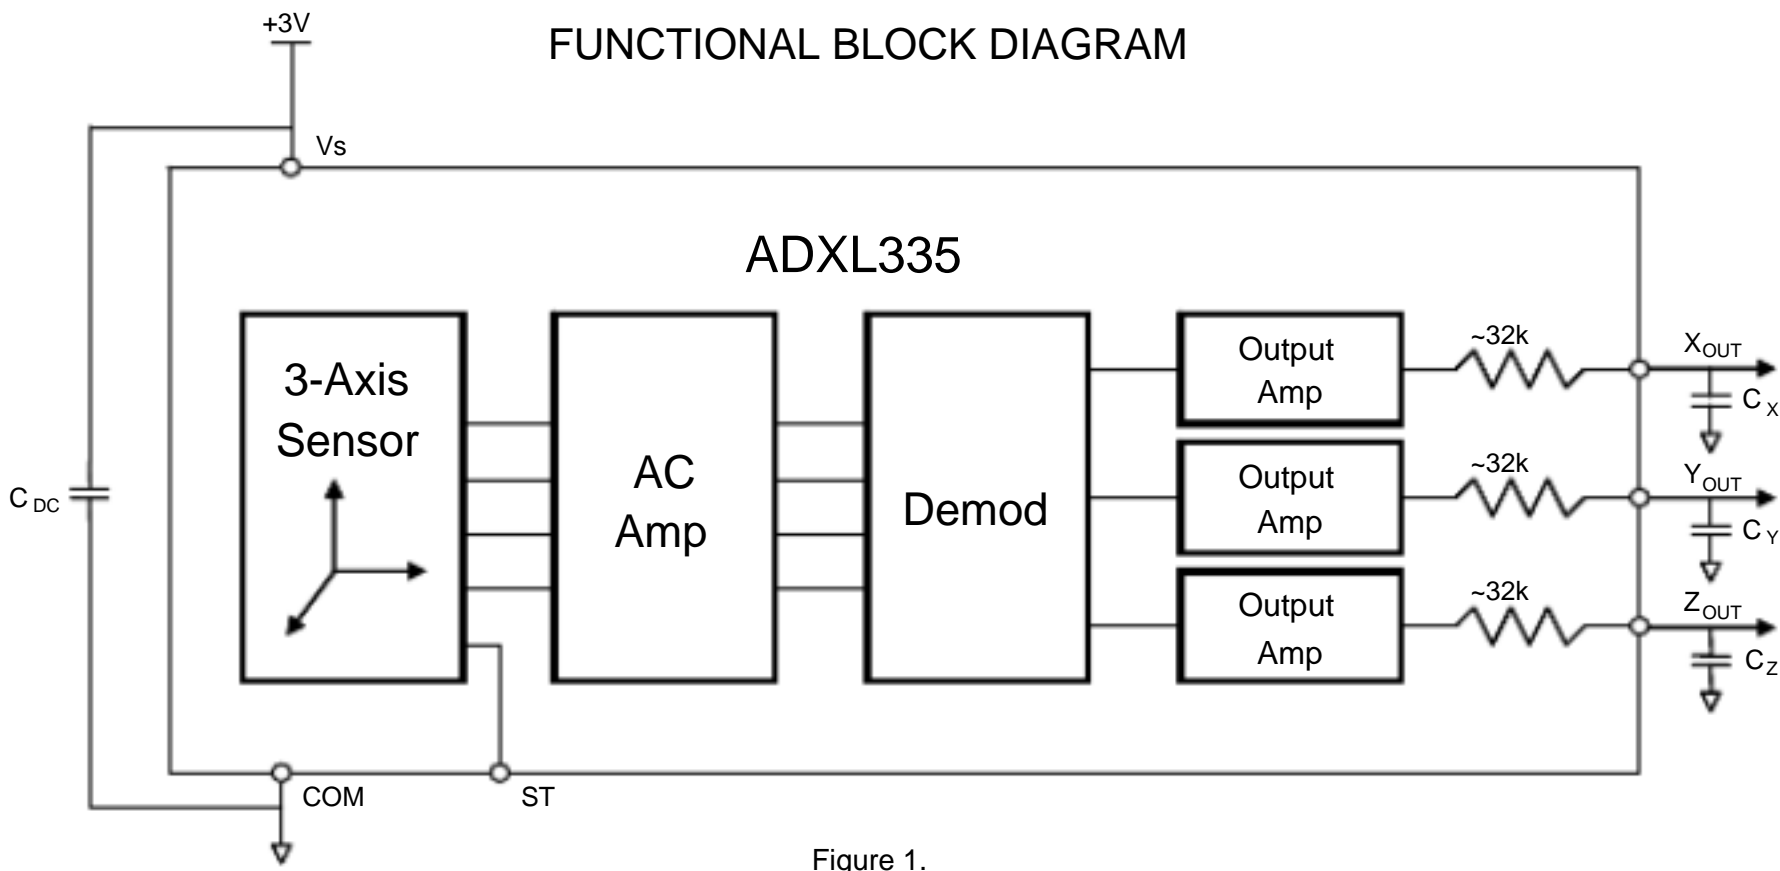 +3V
FUNCTIONAL BLOCK DIAGRAM
Vs
ADXL335
3-Axis
Sensor
AC
Amp
Demod
Output
Amp
~32k
XOUT
CX
Output
Amp
~32k
YOUT
CY
Output
Amp
~32k
ZOUT
CZ
CDC
COM
ST
Figure 1.